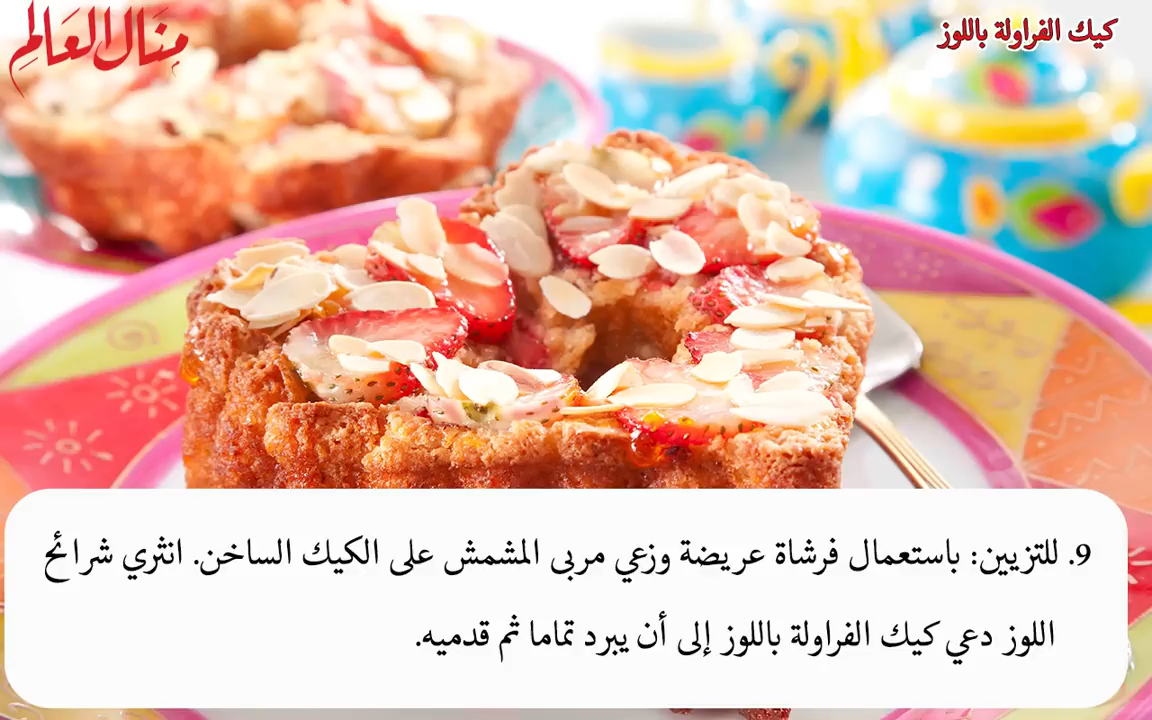 منال العالم
كيك الفراولة باللوز
9. للتزيين: باستعمال فرشاة عريضة وزعي مربى المشمش على الكيك الساخن. انثري شرائح
اللوز دعي كيك الفراولة باللوز إلى أن يبرد تماما ثم قدميه.